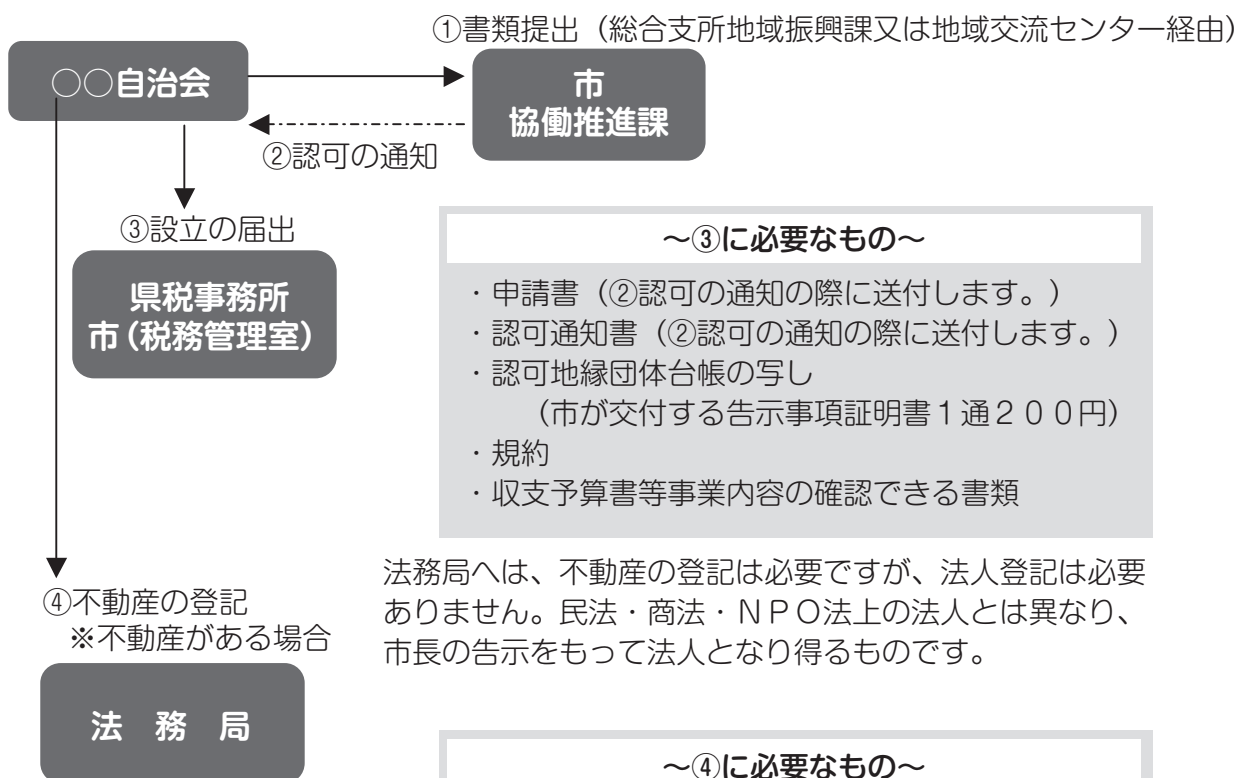 ①書類提出（総合支所地域振興課又は地域交流センター経由）
○○自治会
市
協働推進課
②認可の通知
③設立の届出
県税事務所
市（税務管理室）
～③に必要なもの～
・申請書（②認可の通知の際に送付します。）
・認可通知書（②認可の通知の際に送付します。）
・認可地縁団体台帳の写し
（市が交付する告示事項証明書１通２００円）
・規約
・収支予算書等事業内容の確認できる書類
法務局へは、不動産の登記は必要ですが、法人登記は必要
ありません。民法・商法・ＮＰＯ法上の法人とは異なり、
市長の告示をもって法人となり得るものです。
④不動産の登記
※不動産がある場合
法　務　局
～④に必要なもの～